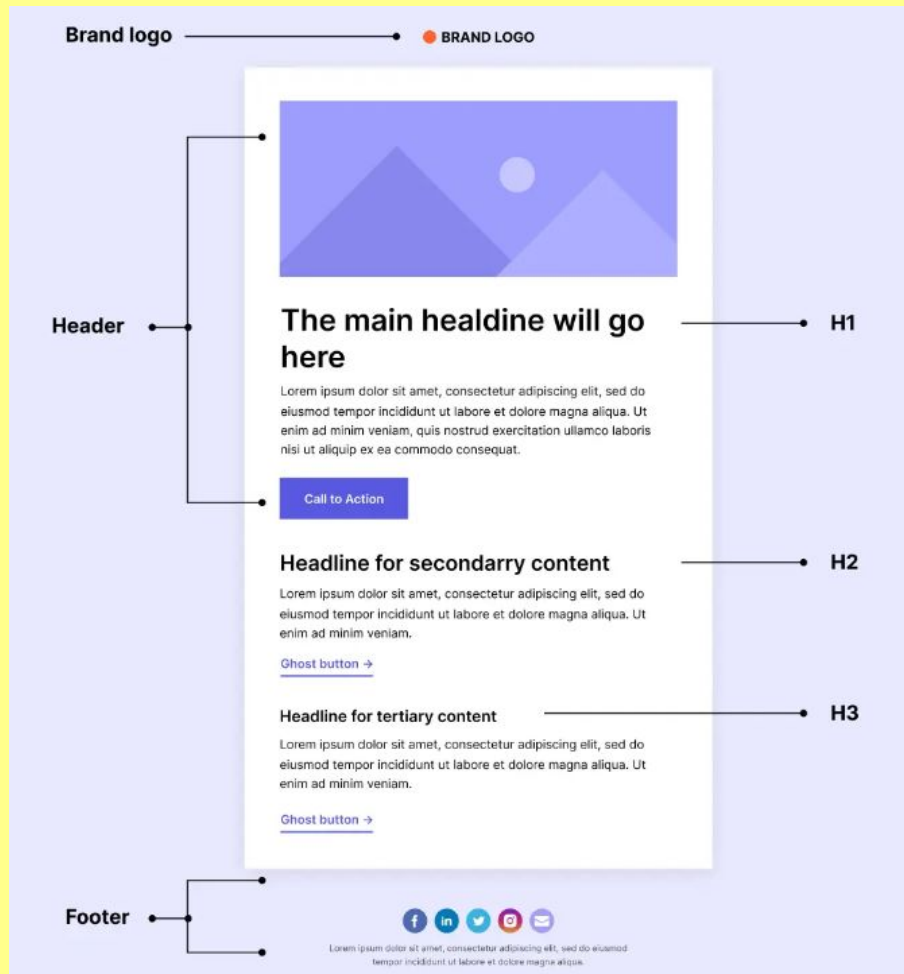 Brand logo
BRAND LOGO
Header
The main healdine will go
here
H1
Lorem ipsum dolor sit amet, consectetur adipiscing elit, sed do
eiusmod tempor incididunt ut labore et dolore magna aliqua. Ut
enim ad minim veniam, quis nostrud exercitation ullamco laboris
nisi ut aliquip ex ea commodo consequat.
Call to Action
Headline for secondarry content
H2
Lorem ipsum dolor sit amet, consectetur adipiscing elit, sed do
eiusmod tempor incididunt ut labore et dolore magna aliqua. Ut
enim ad minim veniam.
Ghost button →
Headline for tertiary content
H3
Lorem ipsum dolor sit amet, consectetur adipiscing elit, sed do
eiusmod tempor incididunt ut labore et dolore magna aliqua. Ut
enim ad minim veniam.
Ghost button →
Footer
f in
Lorem ipsum dolor sit amet, consectetur adipiscing elit, sed do eiusmod
tempor incididunt ut labore et dolore magna aliqua.